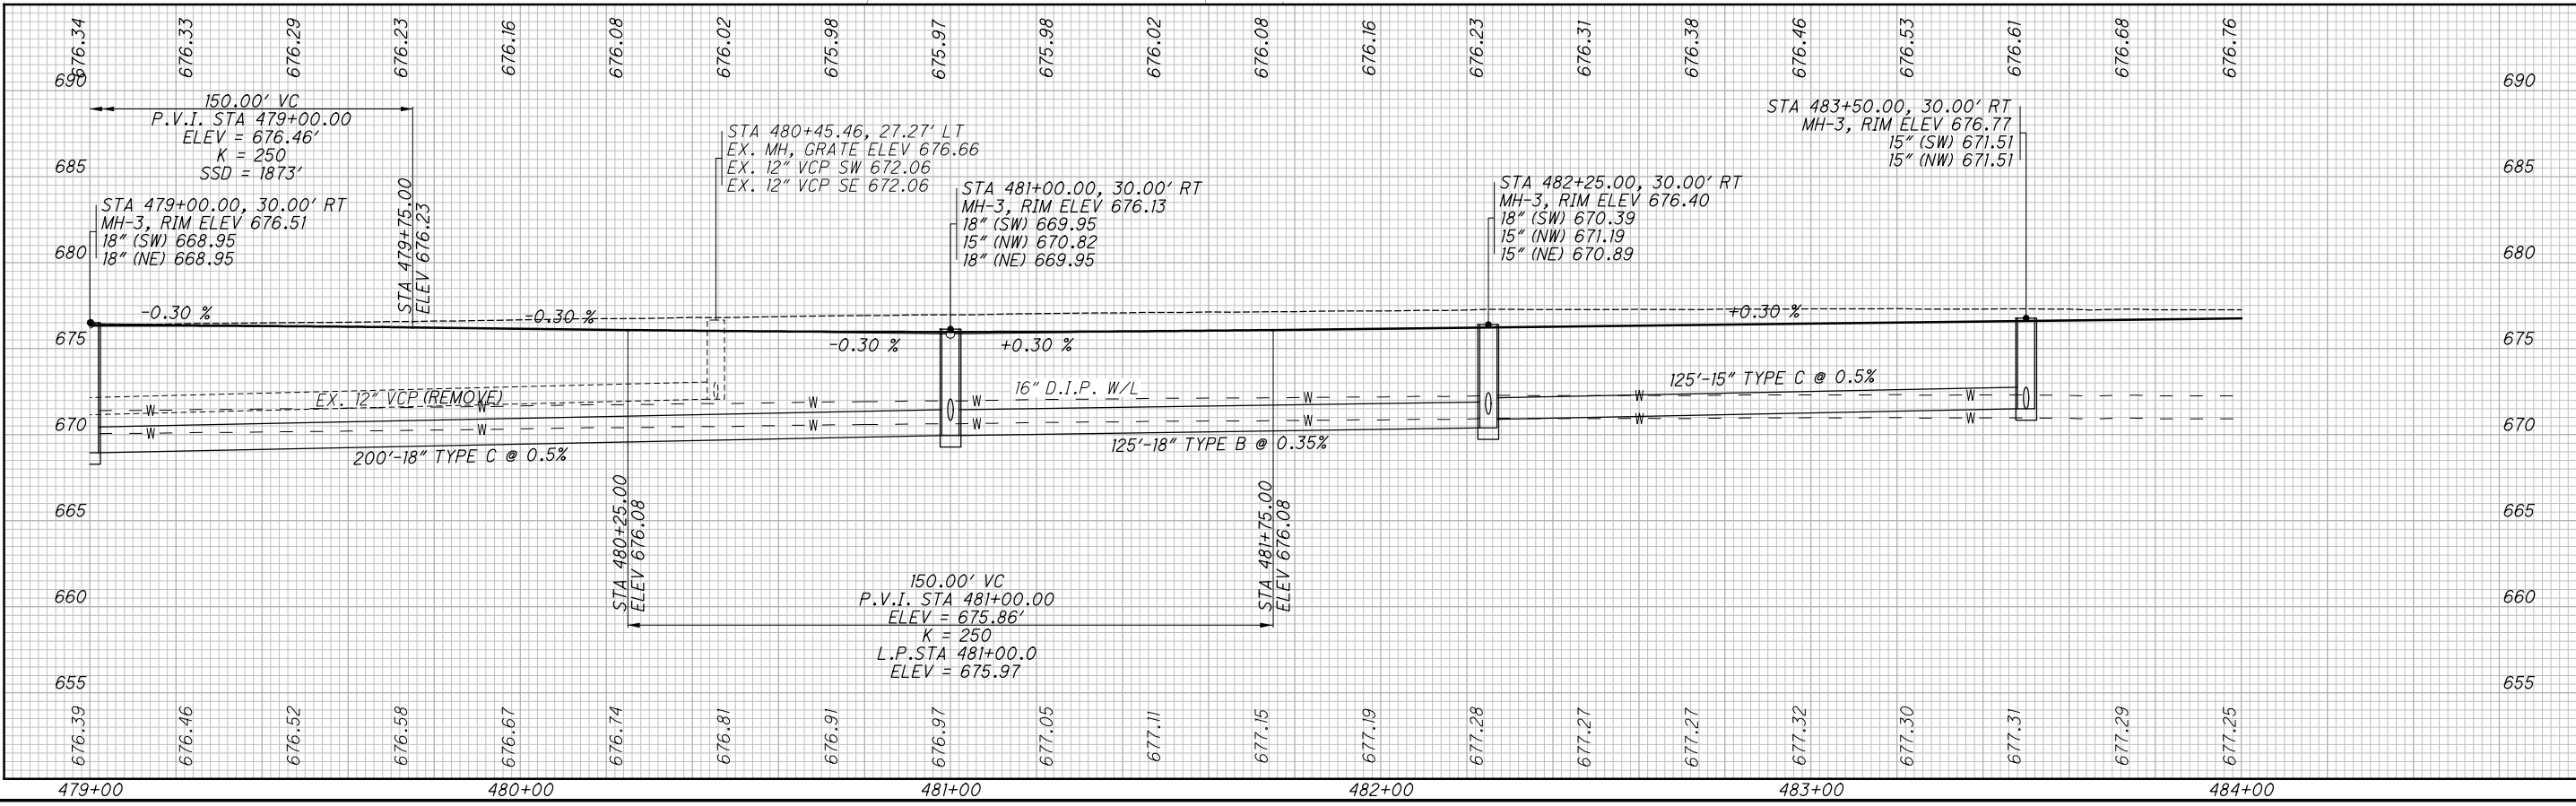 676.34 676.33 676.29 676.23 676.16 676.08 676.02 675.98 675.97 675.98 676.02 676.08 676.16 676.23 676.31 676.38 676.46 676.53 676.61 676.68 676.76
690 690
150.00' VC
P.V.I. STA 479+00.00
ELEV = 676.46'
K = 250
SSD = 1873'
STA 479+75.00
ELEV 676.23
STA 479+00.00, 30.00' RT
MH-3, RIM ELEV 676.51
18" (SW) 668.95
18" (NE) 668.95
STA 480+45.46, 27.27' LT
EX. MH, GRATE ELEV 676.66
EX. 12" VCP SW 672.06
EX. 12" VCP SE 672.06
STA 481+00.00, 30.00' RT
MH-3, RIM ELEV 676.13
18" (SW) 669.95
15" (NW) 670.82
18" (NE) 669.95
STA 482+25.00, 30.00' RT
MH-3, RIM ELEV 676.40
18" (SW) 670.39
15" (NW) 671.19
15" (NE) 670.89
STA 483+50.00, 30.00' RT
MH-3, RIM ELEV 676.77
15" (SW) 671.51
15" (NW) 671.51
685 685
680 680
-0.30 % -0.30 % +0.30 %
-0.30 % +0.30 %
675 675
EX. 12" VCP (REMOVE)
16" D.I.P. W/L
125'-15" TYPE C @ 0.5%
W W W W W W W
W W W W W W W
670 670
200'-18" TYPE C @ 0.5%
125'-18" TYPE B @ 0.35%
665 665
STA 480+25.00
ELEV 676.08
STA 481+75.00
ELEV 676.08
660 660
150.00' VC
P.V.I. STA 481+00.00
ELEV = 675.86'
K = 250
L.P.STA 481+00.0
ELEV = 675.97
655 655
676.39 676.46 676.52 676.58 676.67 676.74 676.81 676.91 676.97 677.05 677.11 677.15 677.19 677.28 677.27 677.27 677.32 677.30 677.31 677.29 677.25
479+00 480+00 481+00 482+00 483+00 484+00